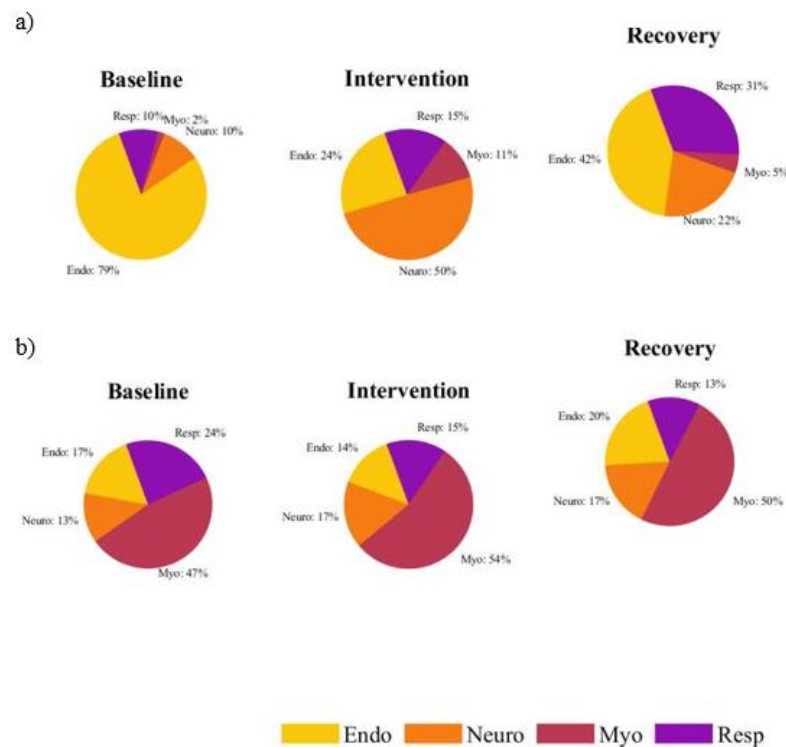 a)
Baseline
Resp: 10%
Myo: 2%
Neuro: 10%
Endo: 79%
Intervention
Resp: 15%
Endo: 24%
Myo: 11%
Neuro: 50%
Recovery
Resp: 31%
Endo: 42%
Myo: 5%
Neuro: 22%
b)
Baseline
Resp: 24%
Endo: 17%
Neuro: 13%
Myo: 47%
Intervention
Resp: 15%
Endo: 14%
Neuro: 17%
Myo: 54%
Recovery
Resp: 13%
Endo: 20%
Neuro: 17%
Myo: 50%
Endo Neuro Myo Resp